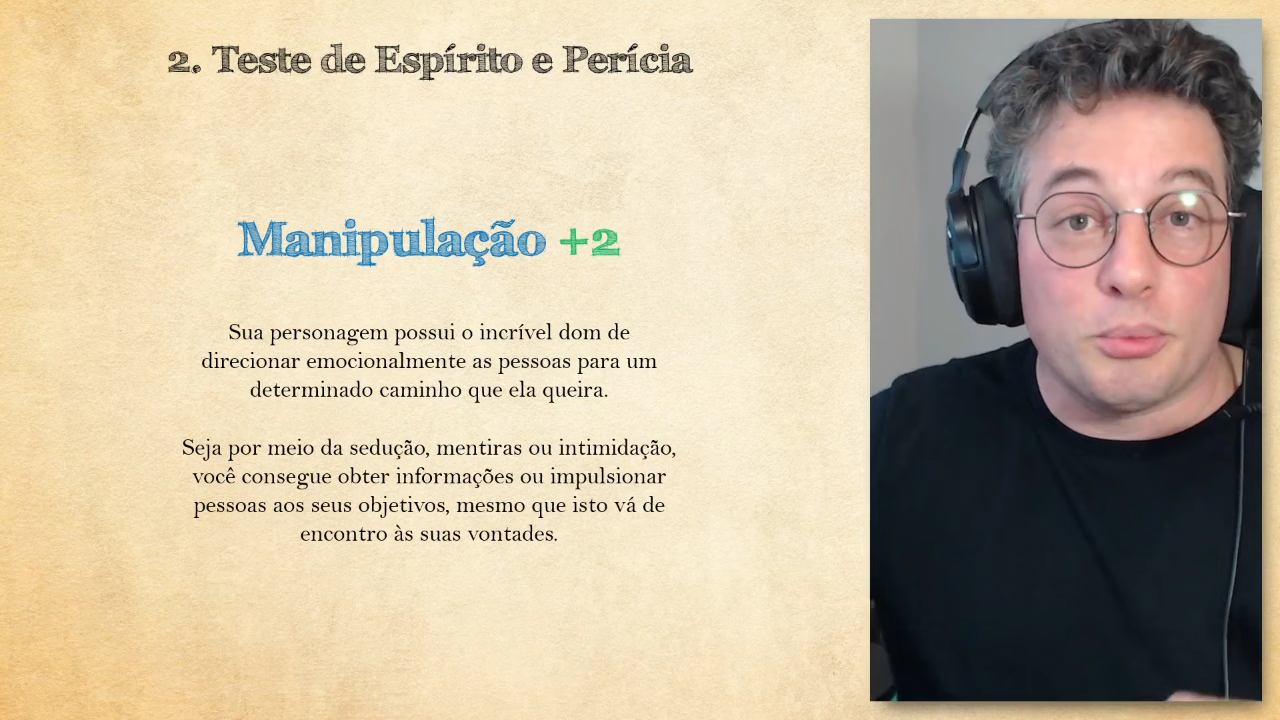 2. Teste de Espírito e Perícia
Manipulação +2
Sua personagem possui o incrível dom de
direcionar emocionalmente as pessoas para um
determinado caminho que ela queira.
Seja por meio da sedução, mentiras ou intimidação,
você consegue obter informações ou impulsionar
pessoas aos seus objetivos, mesmo que isto vá de
encontro às suas vontades.